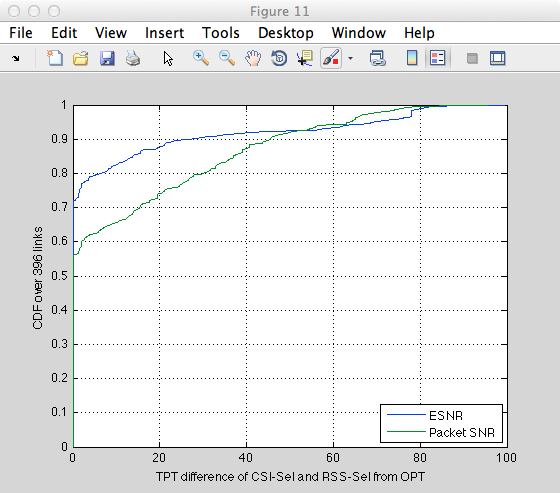 Figure 11
File Edit View Insert Tools Desktop Window Help
1
0.9
0.8
0.7
0.6
0.5
0.4
0.3
0.2
0.1
0
CDF over 396 links
ESNR
Packet SNR
0 20 40 60 80 100
TPT difference of CSI-Sel and RSS-Sel from OPT